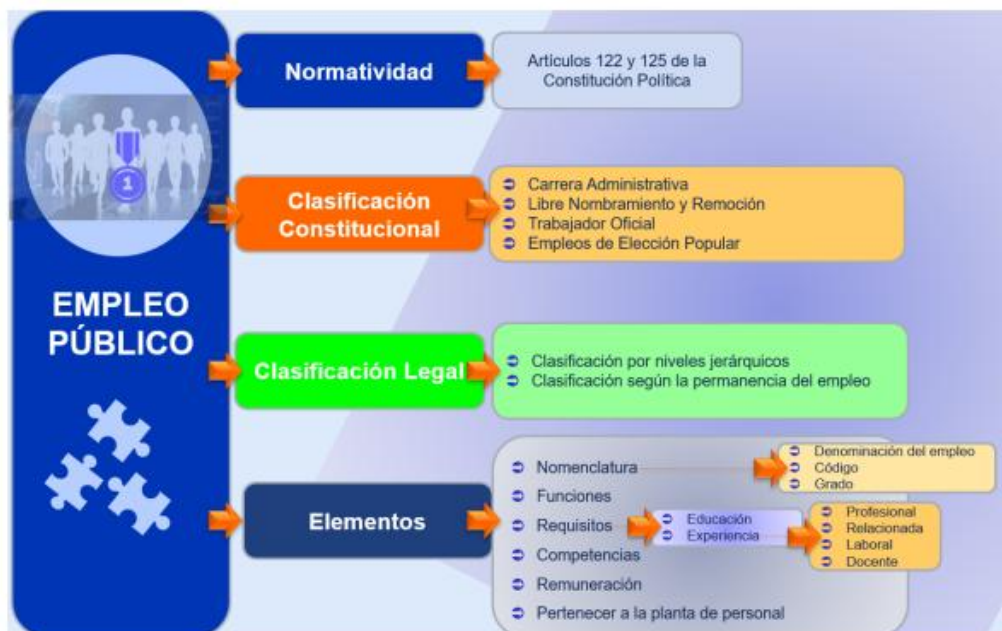 EMPLEO
PÚBLICO
1
Normatividad
Artículos 122 y 125 de la
Constitución Política
Clasificación
Constitucional
Carrera Administrativa
Libre Nombramiento y Remoción
Trabajador Oficial
Empleos de Elección Popular
Clasificación Legal
Clasificación por niveles jerárquicos
Clasificación según la permanencia del empleo
Elementos
Nomenclatura
Denominación del empleo
Código
Grado
Funciones
Requisitos
Educación
Experiencia
Profesional
Relacionada
Laboral
Docente
Competencias
Remuneración
Pertenecer a la planta de personal